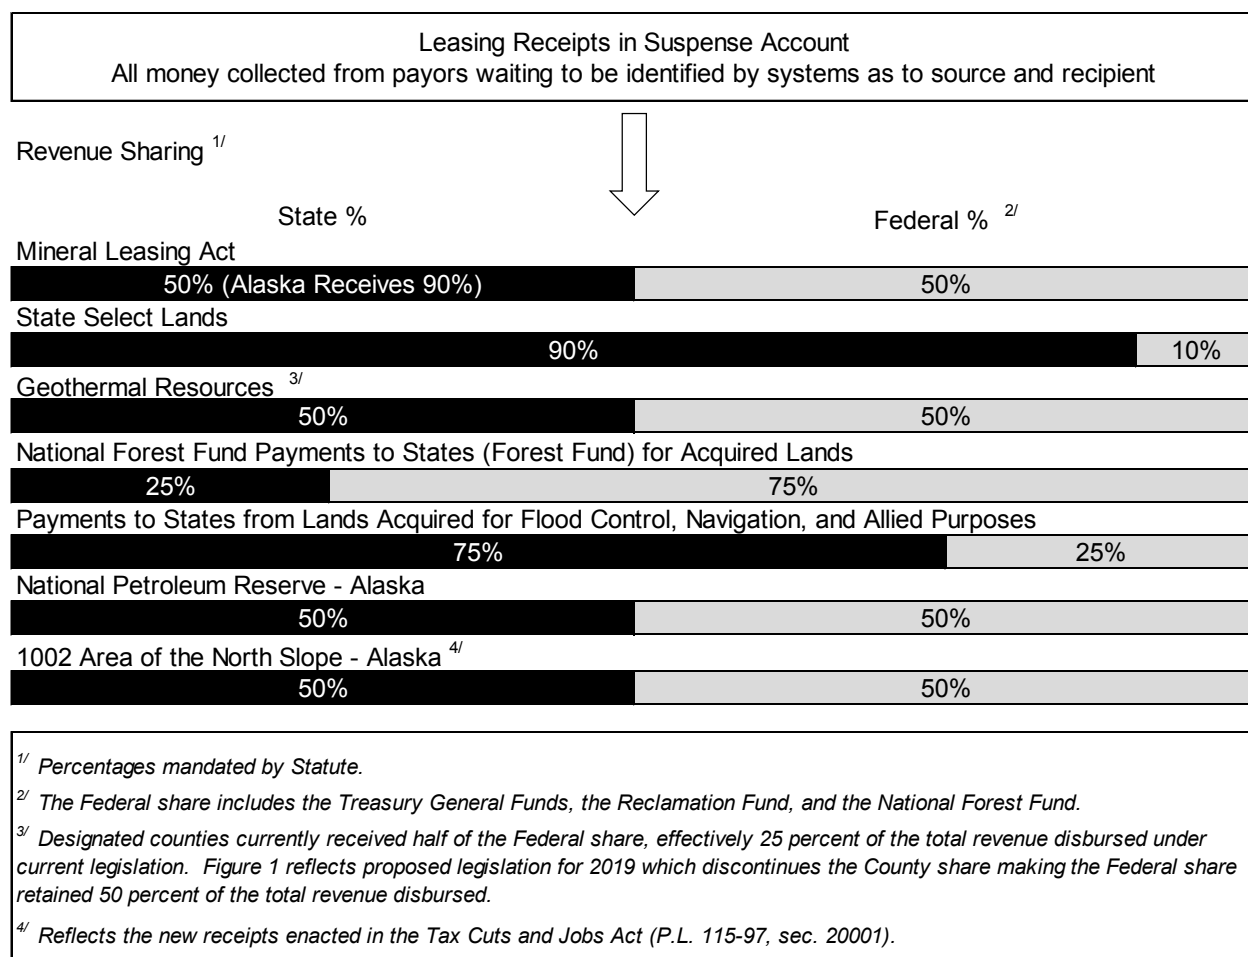 Leasing Receipts in Suspense Account
All money collected from payors waiting to be identified by systems as to source and recipient
Revenue Sharing 1/
State %
Federal % 2/
Mineral Leasing Act
50% (Alaska Receives 90%)
50%
State Select Lands
90%
10%
Geothermal Resources 3/
50%
50%
National Forest Fund Payments to States (Forest Fund) for Acquired Lands
25%
75%
Payments to States from Lands Acquired for Flood Control, Navigation, and Allied Purposes
75%
25%
National Petroleum Reserve - Alaska
50%
50%
1002 Area of the North Slope - Alaska 4/
50%
50%
1/ Percentages mandated by Statute.
2/ The Federal share includes the Treasury General Funds, the Reclamation Fund, and the National Forest Fund.
3/ Designated counties currently received half of the Federal share, effectively 25 percent of the total revenue disbursed under
current legislation. Figure 1 reflects proposed legislation for 2019 which discontinues the County share making the Federal share
retained 50 percent of the total revenue disbursed.
4/ Reflects the new receipts enacted in the Tax Cuts and Jobs Act (P.L. 115-97, sec. 20001).